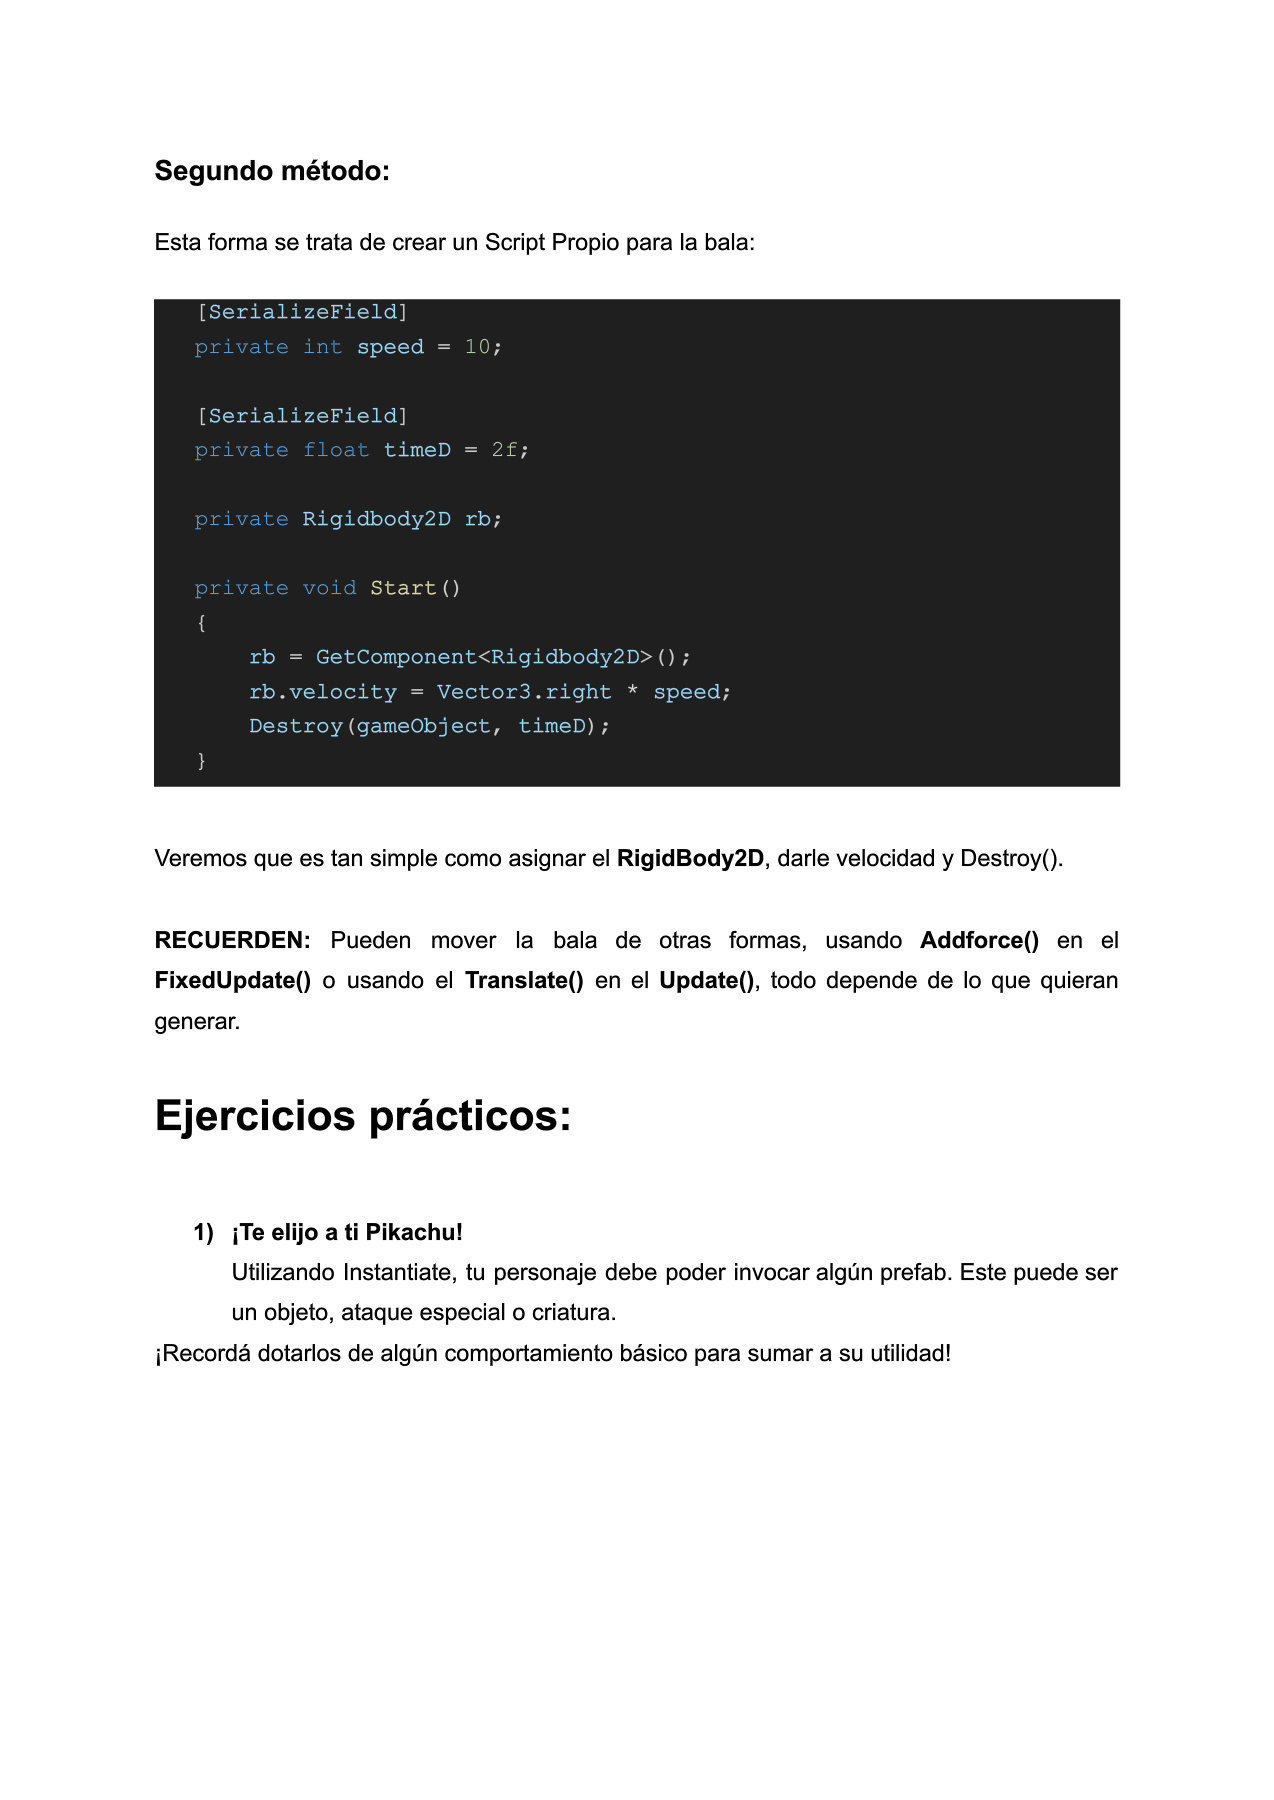 Segundo método:
Esta forma se trata de crear un Script Propio para la bala:
[SerializeField]
private int speed = 10;
[SerializeField]
private float timeD = 2f;
private Rigidbody2D rb;
private void Start()
{
rb = GetComponent<Rigidbody2D>();
rb.velocity = Vector3.right * speed;
Destroy(gameObject, timeD);
}
Veremos que es tan simple como asignar el RigidBody2D, darle velocidad y Destroy().
RECUERDEN: Pueden mover la bala de otras formas, usando Addforce() en el
FixedUpdate() o usando el Translate() en el Update(), todo depende de lo que quieran
generar.
Ejercicios prácticos:
1) ¡Te elijo a ti Pikachu!
Utilizando Instantiate, tu personaje debe poder invocar algún prefab. Este puede ser
un objeto, ataque especial o criatura.
¡Recordá dotarlos de algún comportamiento básico para sumar a su utilidad!